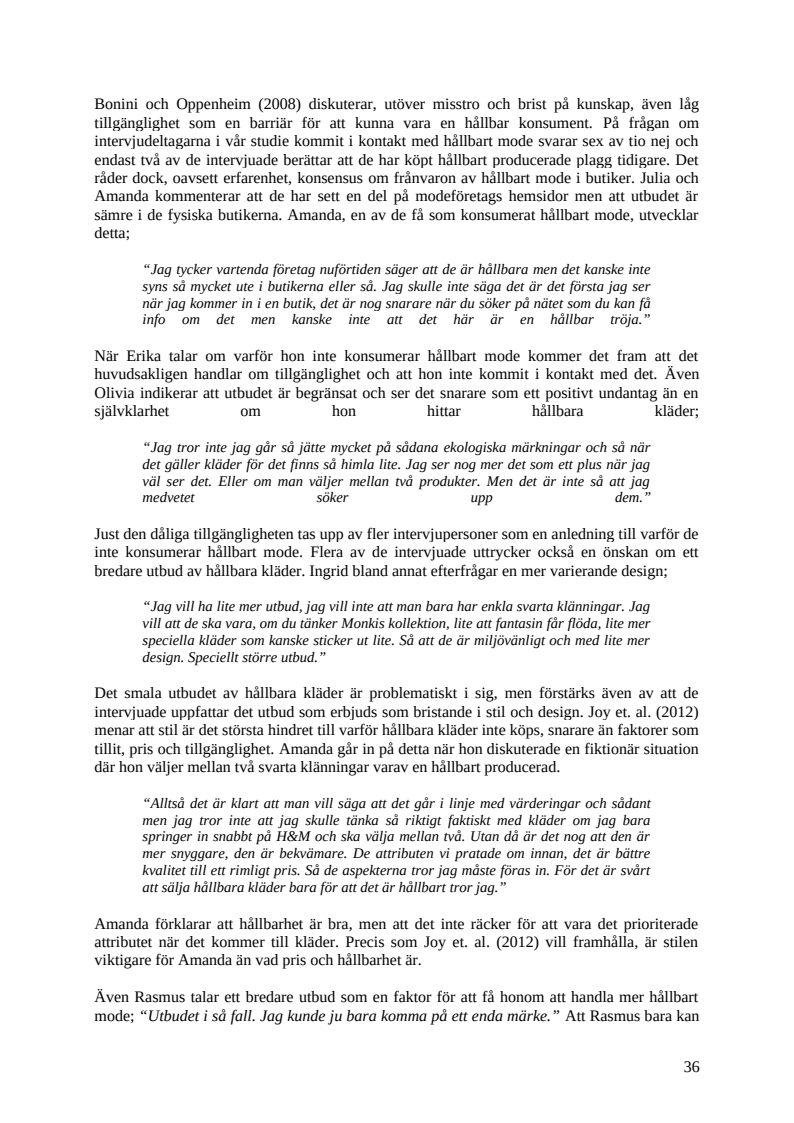 Bonini och Oppenheim (2008) diskuterar, utöver misstro och brist på kunskap, även låg
tillgänglighet som en barriär för att kunna vara en hållbar konsument. På frågan om
intervjudeltagarna i vår studie kommit i kontakt med hållbart mode svarar sex av tio nej och
endast två av de intervjuade berättar att de har köpt hållbart producerade plagg tidigare. Det
råder dock, oavsett erfarenhet, konsensus om frånvaron av hållbart mode i butiker. Julia och
Amanda kommenterar att de har sett en del på modeföretags hemsidor men att utbudet är
sämre i de fysiska butikerna. Amanda, en av de få som konsumerat hållbart mode, utvecklar
detta;
“Jag tycker vartenda företag nuförtiden säger att de är hållbara men det kanske inte
syns så mycket ute i butikerna eller så. Jag skulle inte säga det är det första jag ser
när jag kommer in i en butik, det är nog snarare när du söker på nätet som du kan få
info om det men kanske inte att det här är en hållbar tröja.”
När Erika talar om varför hon inte konsumerar hållbart mode kommer det fram att det
huvudsakligen handlar om tillgänglighet och att hon inte kommit i kontakt med det. Även
Olivia indikerar att utbudet är begränsat och ser det snarare som ett positivt undantag än en
självklarhet om hon hittar hållbara kläder;
“Jag tror inte jag går så jätte mycket på sådana ekologiska märkningar och så när
det gäller kläder för det finns så himla lite. Jag ser nog mer det som ett plus när jag
väl ser det. Eller om man väljer mellan två produkter. Men det är inte så att jag
medvetet söker upp dem.”
Just den dåliga tillgängligheten tas upp av fler intervjupersoner som en anledning till varför de
inte konsumerar hållbart mode. Flera av de intervjuade uttrycker också en önskan om ett
bredare utbud av hållbara kläder. Ingrid bland annat efterfrågar en mer varierande design;
“Jag vill ha lite mer utbud, jag vill inte att man bara har enkla svarta klänningar. Jag
vill att de ska vara, om du tänker Monkis kollektion, lite att fantasin får flöda, lite mer
speciella kläder som kanske sticker ut lite. Så att de är miljövänligt och med lite mer
design. Speciellt större utbud.”
Det smala utbudet av hållbara kläder är problematiskt i sig, men förstärks även av att de
intervjuade uppfattar det utbud som erbjuds som bristande i stil och design. Joy et. al. (2012)
menar att stil är det största hindret till varför hållbara kläder inte köps, snarare än faktorer som
tillit, pris och tillgänglighet. Amanda går in på detta när hon diskuterade en fiktionär situation
där hon väljer mellan två svarta klänningar varav en hållbart producerad.
“Alltså det är klart att man vill säga att det går i linje med värderingar och sådant
men jag tror inte att jag skulle tänka så riktigt faktiskt med kläder om jag bara
springer in snabbt på H&M och ska välja mellan två. Utan då är det nog att den är
mer snyggare, den är bekvämare. De attributen vi pratade om innan, det är bättre
kvalitet till ett rimligt pris. Så de aspekterna tror jag måste föras in. För det är svårt
att sälja hållbara kläder bara för att det är hållbart tror jag.”
Amanda förklarar att hållbarhet är bra, men att det inte räcker för att vara det prioriterade
attributet när det kommer till kläder. Precis som Joy et. al. (2012) vill framhålla, är stilen
viktigare för Amanda än vad pris och hållbarhet är.
Även Rasmus talar ett bredare utbud som en faktor för att få honom att handla mer hållbart
mode; “Utbudet i så fall. Jag kunde ju bara komma på ett enda märke.” Att Rasmus bara kan
36